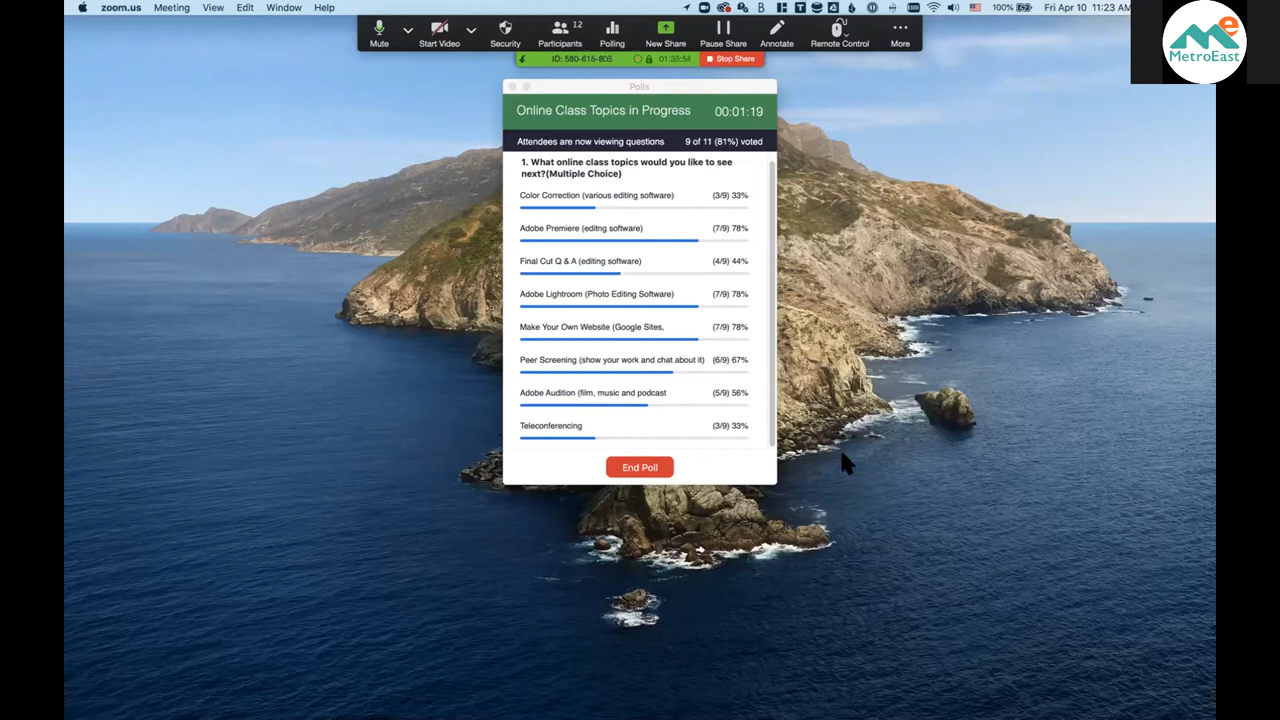 zoom.us Meeting View Edit Window Help
100% Fri Apr 10 11:23 AM
12
Mute Start Video Security Participants Polling New Share Pause Share Annotate Remote Control More
ID: 580-615-805 01:35:54 Stop Share
e
MetroEast
Polls
Online Class Topics in Progress 00:01:19
Attendees are now viewing questions 9 of 11 (81%) voted
1. What online class topics would you like to see
next?(Multiple Choice)
Color Correction (various editing software) (3/9) 33%
Adobe Premiere (editng software) (7/9) 78%
Final Cut Q & A (editing software) (4/9) 44%
Adobe Lightroom (Photo Editing Software) (7/9) 78%
Make Your Own Website (Google Sites, (7/9) 78%
Peer Screening (show your work and chat about it) (6/9) 67%
Adobe Audition (film, music and podcast (5/9) 56%
Teleconferencing (3/9) 33%
End Poll